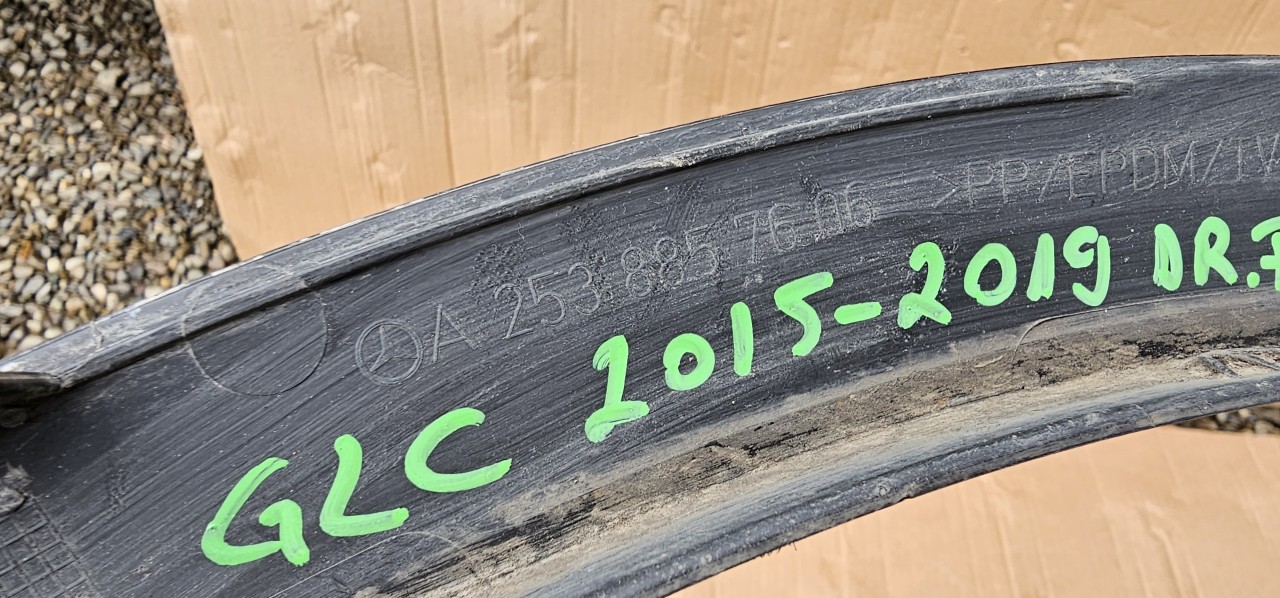 A 253 885 76 06 >PP/EPDM/
GLC 2015-2019 DR.